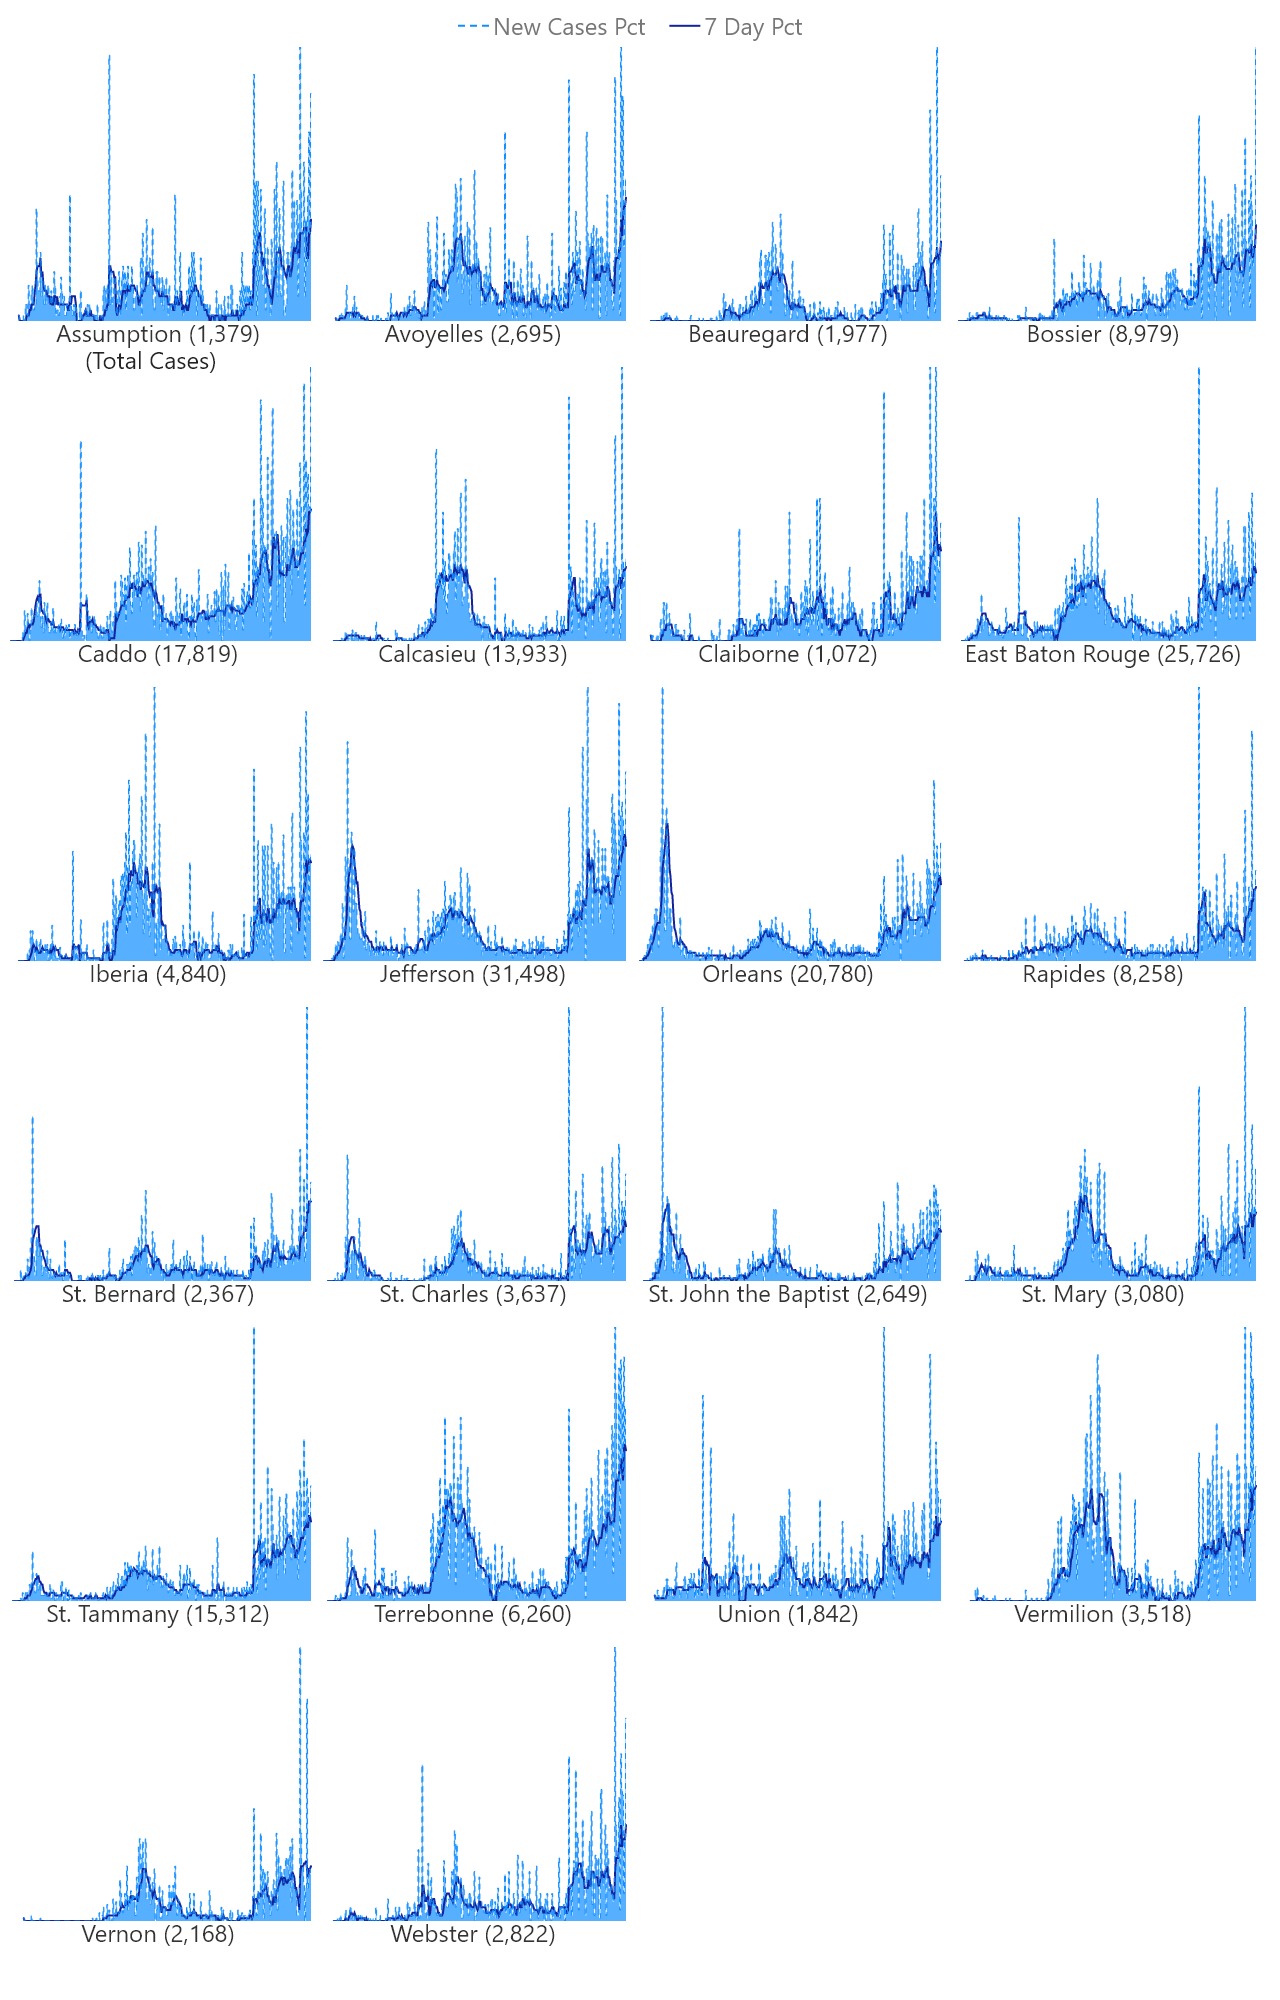 New Cases Pct 7 Day Pct
Assumption (1,379) Avoyelles (2,695) Beauregard (1,977) Bossier (8,979)
(Total Cases)
Caddo (17,819) Calcasieu (13,933) Claiborne (1,072) East Baton Rouge (25,726)
Iberia (4,840) Jefferson (31,498) Orleans (20,780) Rapides (8,258)
St. Bernard (2,367) St. Charles (3,637) St. John the Baptist (2,649) St. Mary (3,080)
St. Tammany (15,312) Terrebonne (6,260) Union (1,842) Vermilion (3,518)
Vernon (2,168) Webster (2,822)